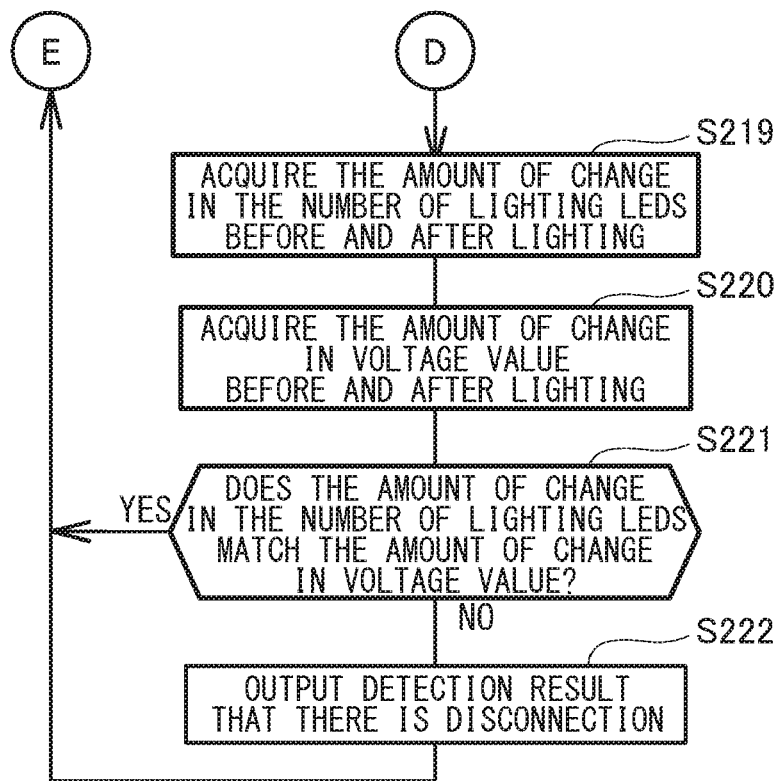 E
D
S219
ACQUIRE THE AMOUNT OF CHANGE
IN THE NUMBER OF LIGHTING LEDS
BEFORE AND AFTER LIGHTING
S220
ACQUIRE THE AMOUNT OF CHANGE
IN VOLTAGE VALUE
BEFORE AND AFTER LIGHTING
S221
YES
DOES THE AMOUNT OF CHANGE
IN THE NUMBER OF LIGHTING LEDS
MATCH THE AMOUNT OF CHANGE
IN VOLTAGE VALUE?
NO
S222
OUTPUT DETECTION RESULT
THAT THERE IS DISCONNECTION